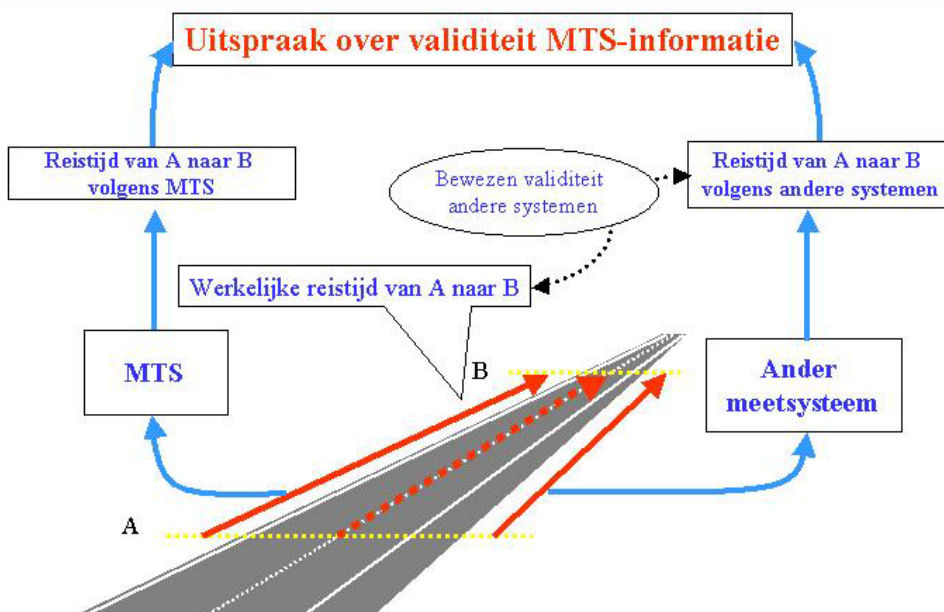 Uitspraak over validiteit MTS-informatie
Reistijd van A naar B
volgens MTS
Bewezen validiteit
andere systemen
Reistijd van A naar B
volgens andere systemen
Werkelijke reistijd van A naar B
MTS
B
Ander
meetsysteem
A